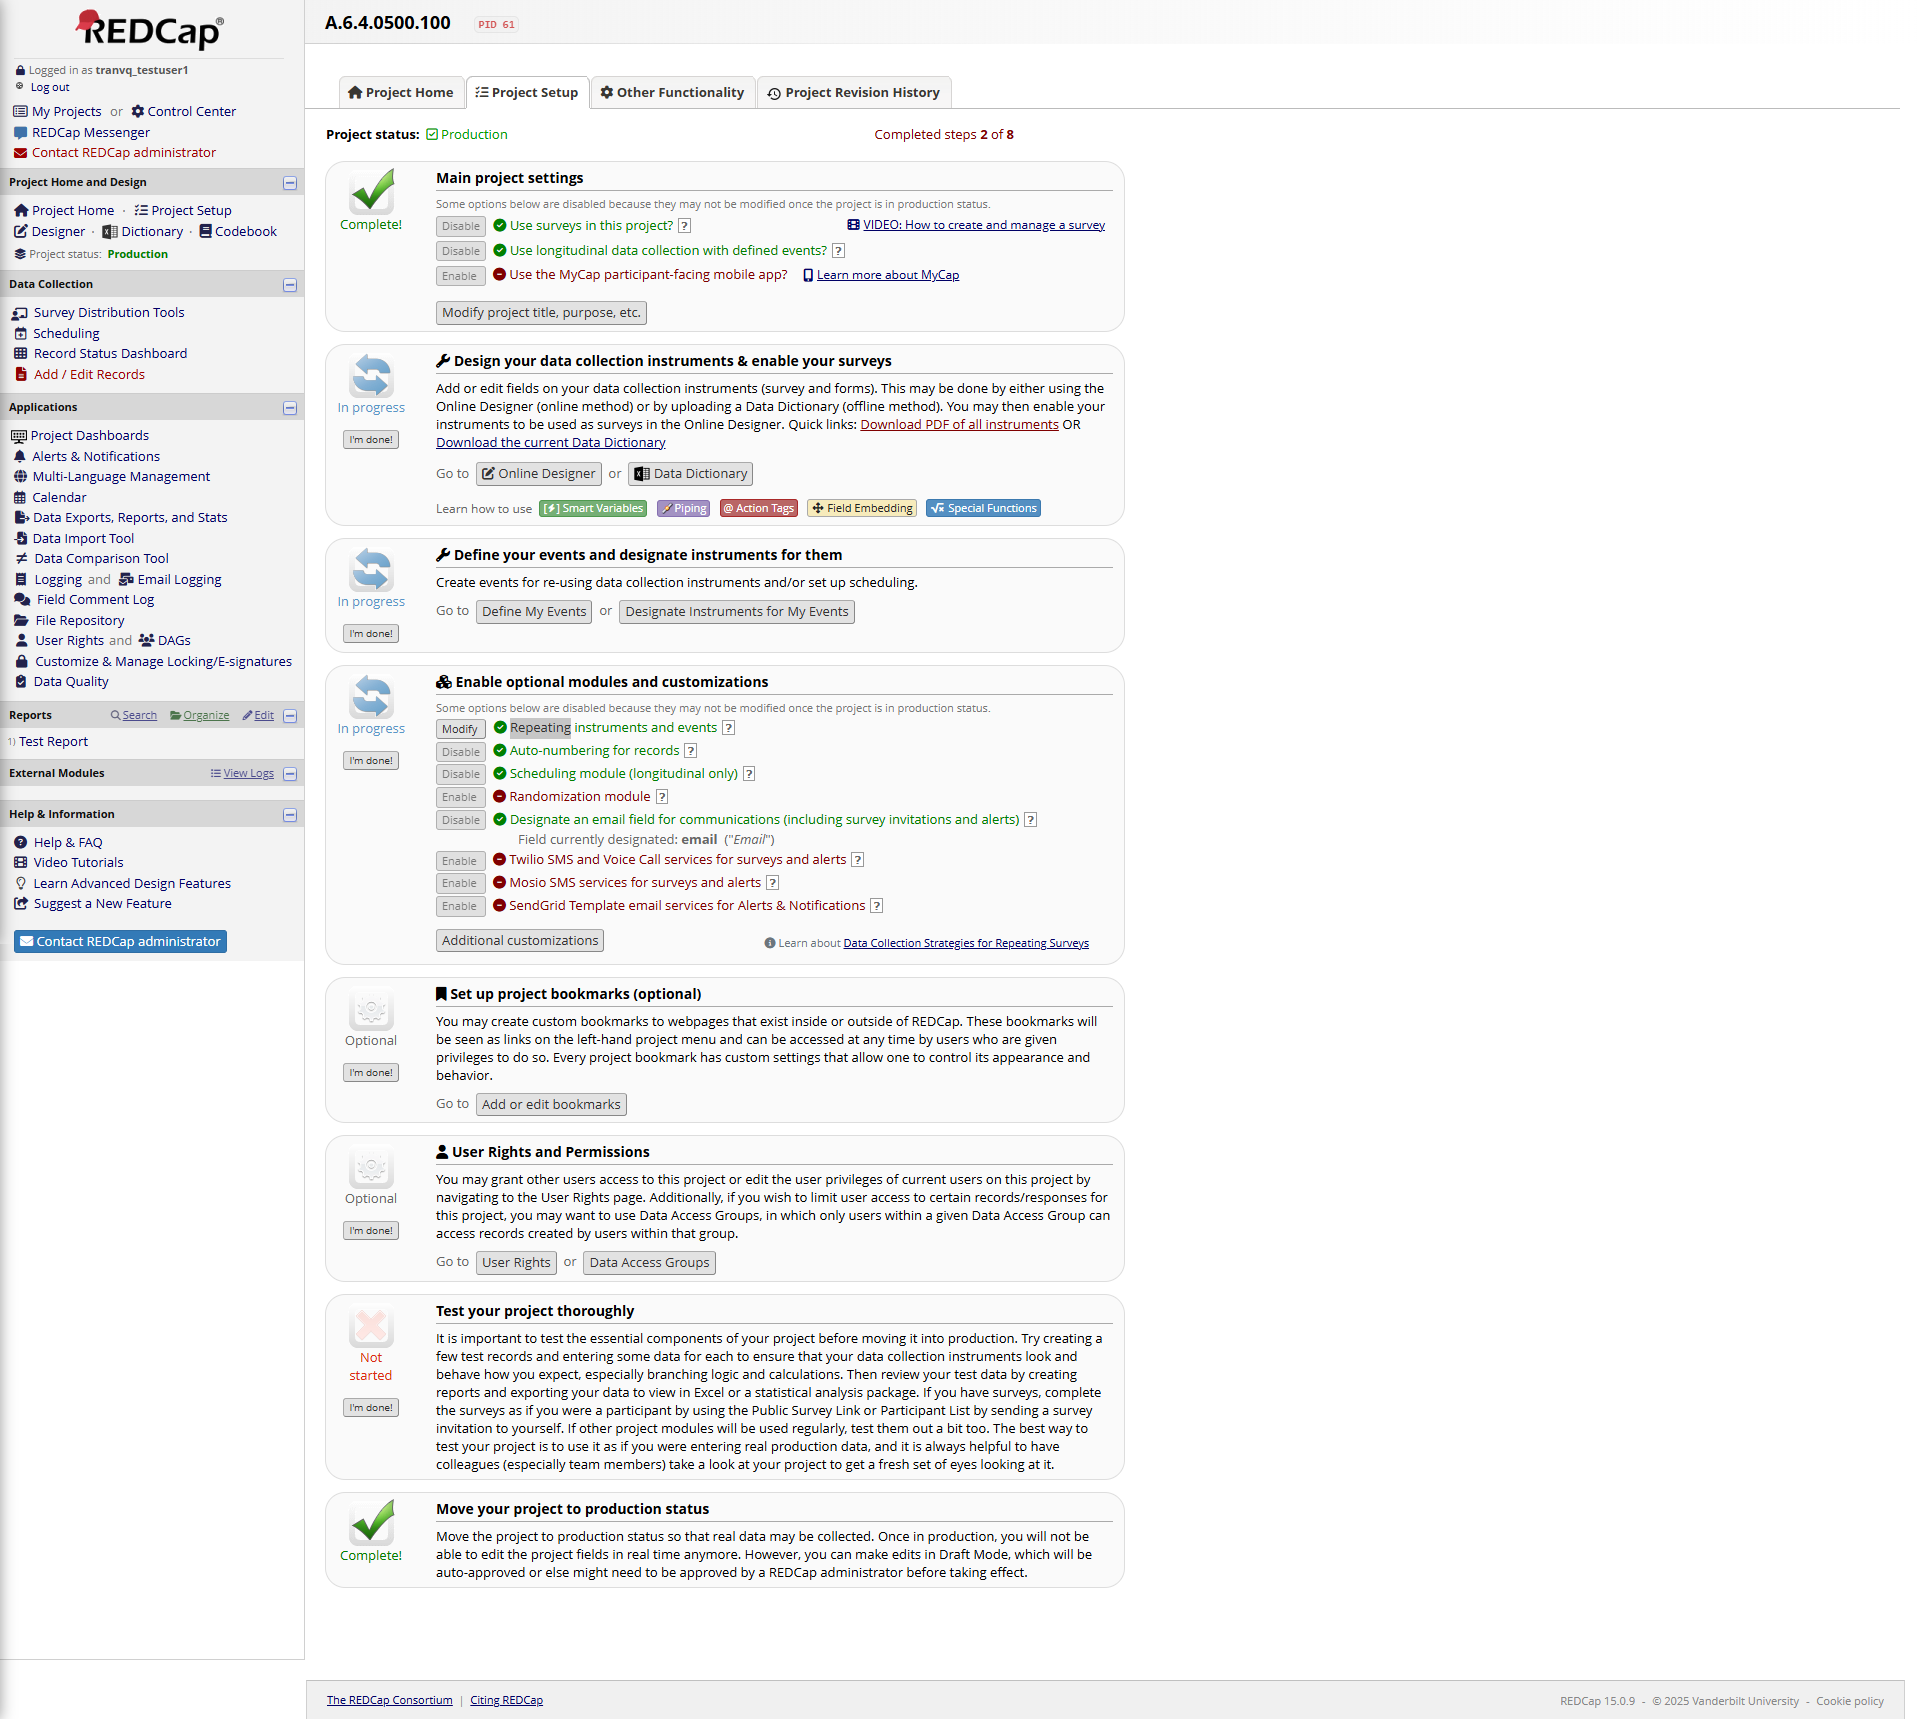 REDCap®
Logged in as tranvq_testuser1
Log out
My Projects or Control Center
REDCap Messenger
Contact REDCap administrator
Project Home and Design
Project Home · Project Setup
Designer · Dictionary · Codebook
Project status: Production
Data Collection
Survey Distribution Tools
Scheduling
Record Status Dashboard
Add / Edit Records
Applications
Project Dashboards
Alerts & Notifications
Multi-Language Management
Calendar
Data Exports, Reports, and Stats
Data Import Tool
Data Comparison Tool
Logging and Email Logging
Field Comment Log
File Repository
User Rights and DAGs
Customize & Manage Locking/E-signatures
Data Quality
Reports Search Organize Edit
1) Test Report
External Modules View Logs
Help & Information
Help & FAQ
Video Tutorials
Learn Advanced Design Features
Suggest a New Feature
Contact REDCap administrator
A.6.4.0500.100 PID 61
Project Home Project Setup Other Functionality Project Revision History
Project status: Production Completed steps 2 of 8
Complete!
Main project settings
Some options below are disabled because they may not be modified once the project is in production status.
Disable Use surveys in this project? ? VIDEO: How to create and manage a survey
Disable Use longitudinal data collection with defined events? ?
Enable Use the MyCap participant-facing mobile app? Learn more about MyCap
Modify project title, purpose, etc.
In progress
I'm done!
Design your data collection instruments & enable your surveys
Add or edit fields on your data collection instruments (survey and forms). This may be done by either using the
Online Designer (online method) or by uploading a Data Dictionary (offline method). You may then enable your
instruments to be used as surveys in the Online Designer. Quick links: Download PDF of all instruments OR
Download the current Data Dictionary
Go to Online Designer or Data Dictionary
Learn how to use [⚡] Smart Variables Piping @ Action Tags Field Embedding √x Special Functions
In progress
I'm done!
Define your events and designate instruments for them
Create events for re-using data collection instruments and/or set up scheduling.
Go to Define My Events or Designate Instruments for My Events
In progress
I'm done!
Enable optional modules and customizations
Some options below are disabled because they may not be modified once the project is in production status.
Modify Repeating instruments and events ?
Disable Auto-numbering for records ?
Disable Scheduling module (longitudinal only) ?
Enable Randomization module ?
Disable Designate an email field for communications (including survey invitations and alerts) ?
Field currently designated: email ("Email")
Enable Twilio SMS and Voice Call services for surveys and alerts ?
Enable Mosio SMS services for surveys and alerts ?
Enable SendGrid Template email services for Alerts & Notifications ?
Additional customizations Learn about Data Collection Strategies for Repeating Surveys
Optional
I'm done!
Set up project bookmarks (optional)
You may create custom bookmarks to webpages that exist inside or outside of REDCap. These bookmarks will
be seen as links on the left-hand project menu and can be accessed at any time by users who are given
privileges to do so. Every project bookmark has custom settings that allow one to control its appearance and
behavior.
Go to Add or edit bookmarks
Optional
I'm done!
User Rights and Permissions
You may grant other users access to this project or edit the user privileges of current users on this project by
navigating to the User Rights page. Additionally, if you wish to limit user access to certain records/responses for
this project, you may want to use Data Access Groups, in which only users within a given Data Access Group can
access records created by users within that group.
Go to User Rights or Data Access Groups
Not
started
I'm done!
Test your project thoroughly
It is important to test the essential components of your project before moving it into production. Try creating a
few test records and entering some data for each to ensure that your data collection instruments look and
behave how you expect, especially branching logic and calculations. Then review your test data by creating
reports and exporting your data to view in Excel or a statistical analysis package. If you have surveys, complete
the surveys as if you were a participant by using the Public Survey Link or Participant List by sending a survey
invitation to yourself. If other project modules will be used regularly, test them out a bit too. The best way to
test your project is to use it as if you were entering real production data, and it is always helpful to have
colleagues (especially team members) take a look at your project to get a fresh set of eyes looking at it.
Complete!
Move your project to production status
Move the project to production status so that real data may be collected. Once in production, you will not be
able to edit the project fields in real time anymore. However, you can make edits in Draft Mode, which will be
auto-approved or else might need to be approved by a REDCap administrator before taking effect.
The REDCap Consortium | Citing REDCap REDCap 15.0.9 - © 2025 Vanderbilt University - Cookie policy